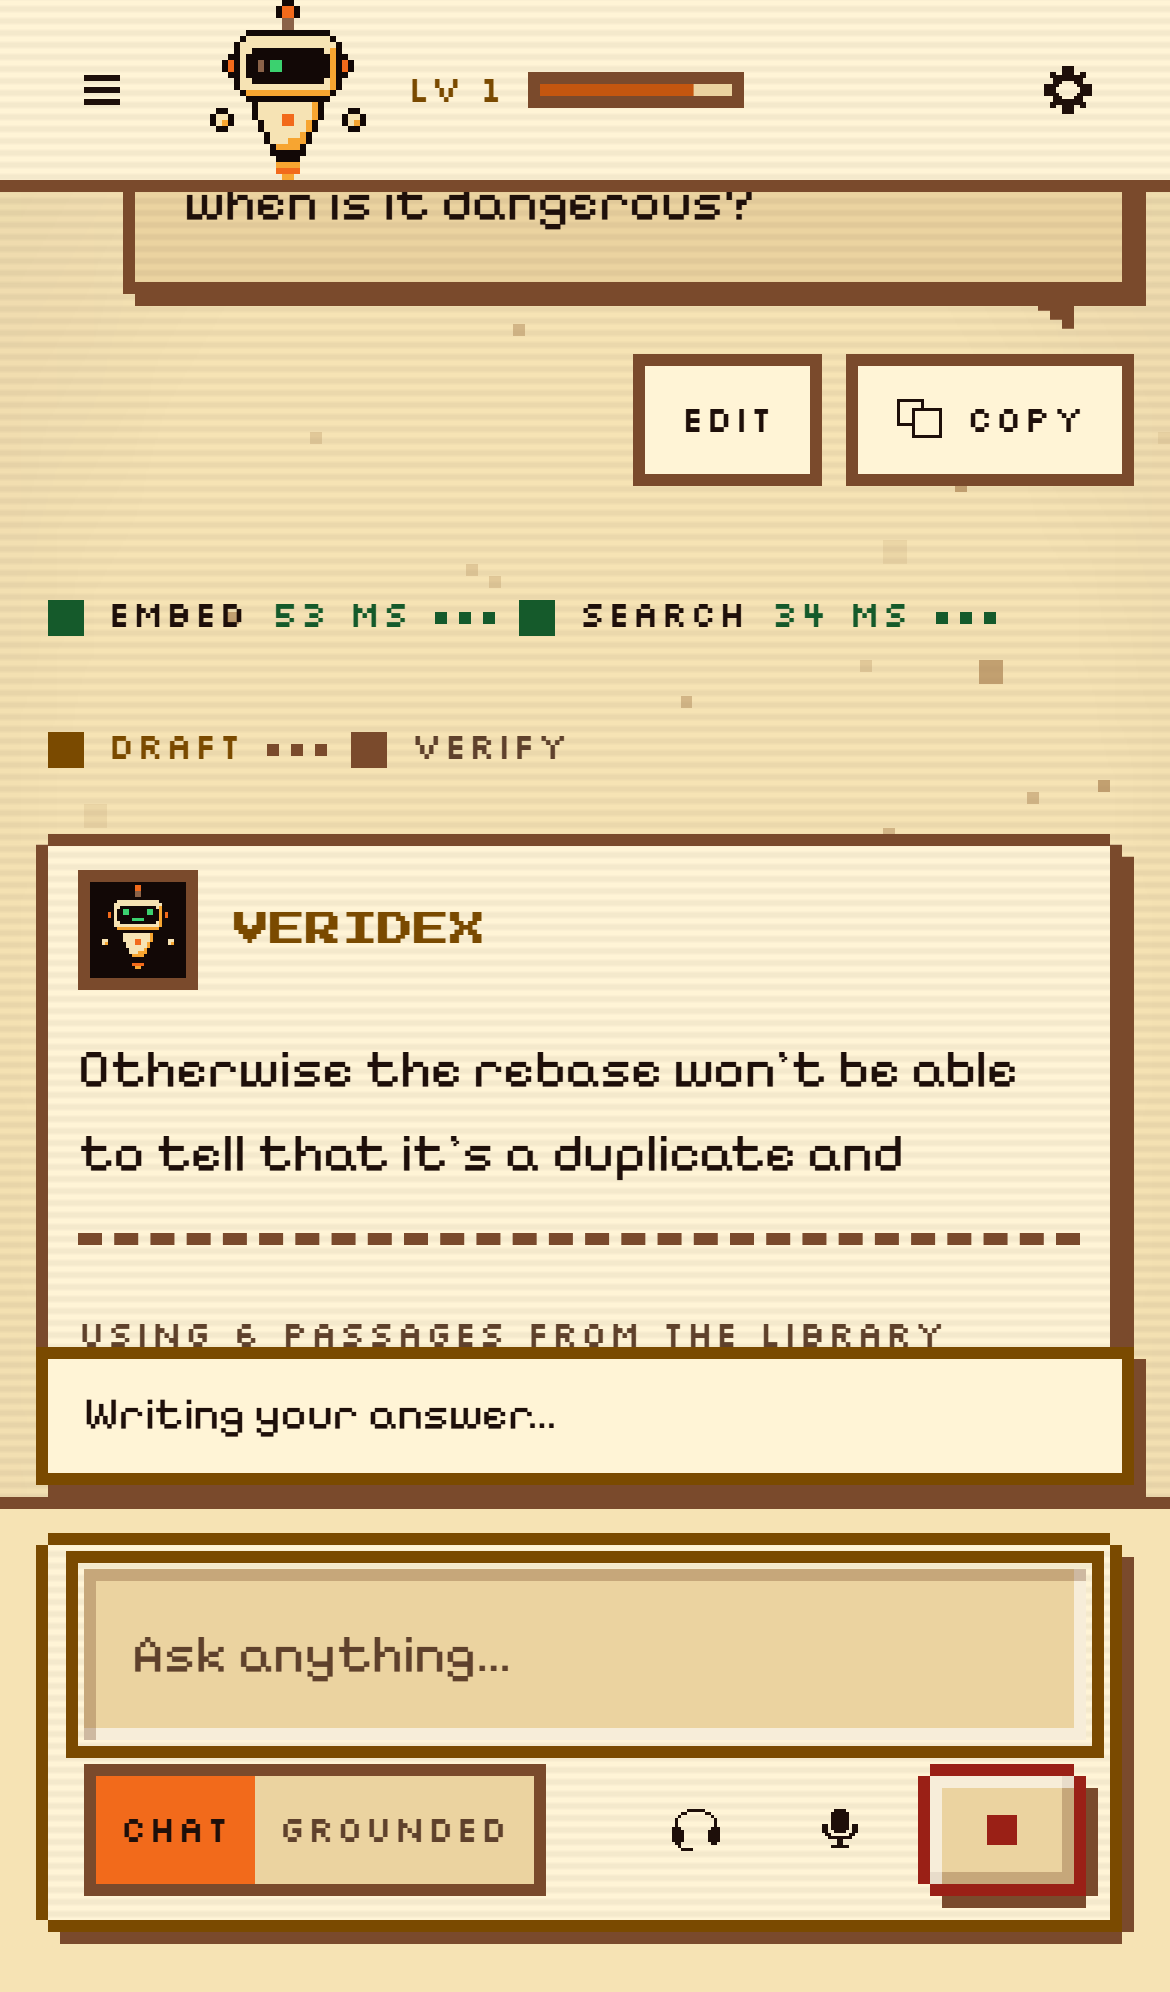 LV 1
when is it dangerous?
EDIT
COPY
EMBED 53 MS
SEARCH 34 MS
DRAFT
VERIFY
VERIDEX
Otherwise the rebase won't be able
to tell that it's a duplicate and
USING 6 PASSAGES FROM THE LIBRARY
Writing your answer...
Ask anything...
CHAT
GROUNDED